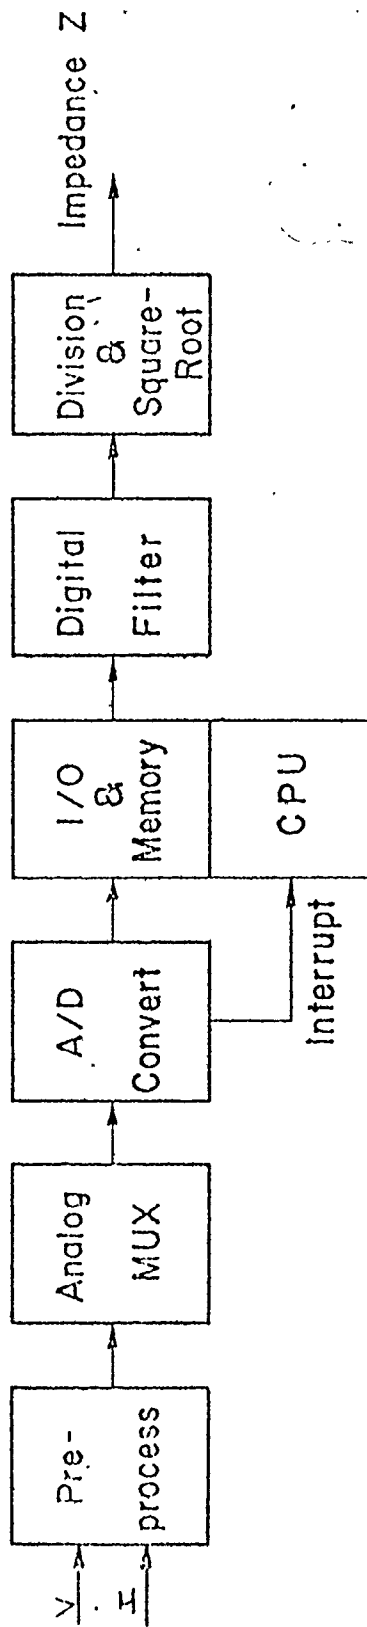 V
I
Pre-
process
Analog
MUX
A/D
Convert
Interrupt
I/O
&
Memory
CPU
Digital
Filter
Division
&
Square-
Root
Impedance Z